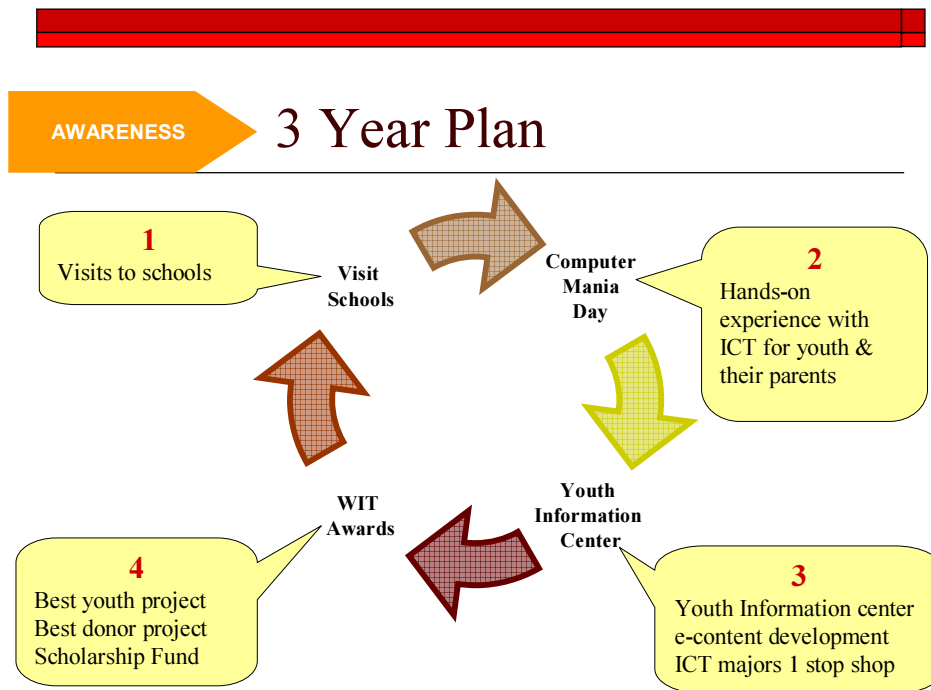 AWARENESS
3 Year Plan
1
Visits to schools
Visit
Schools
Computer
Mania
Day
2
Hands-on
experience with
ICT for youth &
their parents
Youth
Information
Center
3
Youth Information center
e-content development
ICT majors 1 stop shop
WIT
Awards
4
Best youth project
Best donor project
Scholarship Fund